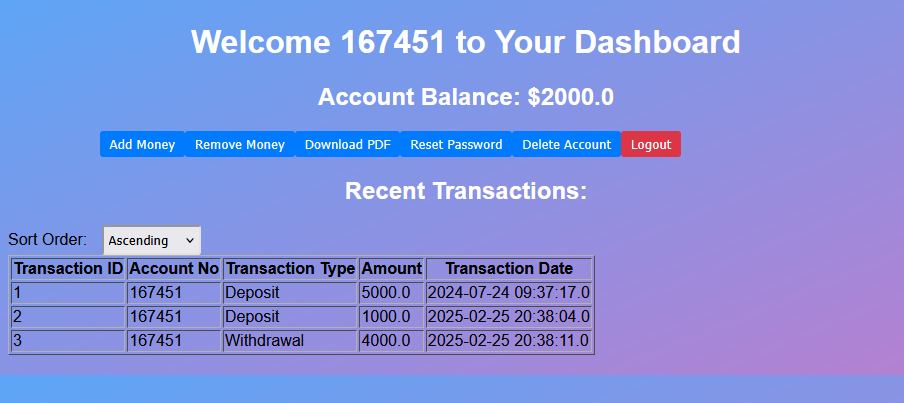 Welcome 167451 to Your Dashboard
Account Balance: $2000.0
Add Money Remove Money Download PDF Reset Password Delete Account Logout
Recent Transactions:
Sort Order: Ascending
Transaction ID Account No Transaction Type Amount Transaction Date
1 167451 Deposit 5000.0 2024-07-24 09:37:17.0
2 167451 Deposit 1000.0 2025-02-25 20:38:04.0
3 167451 Withdrawal 4000.0 2025-02-25 20:38:11.0